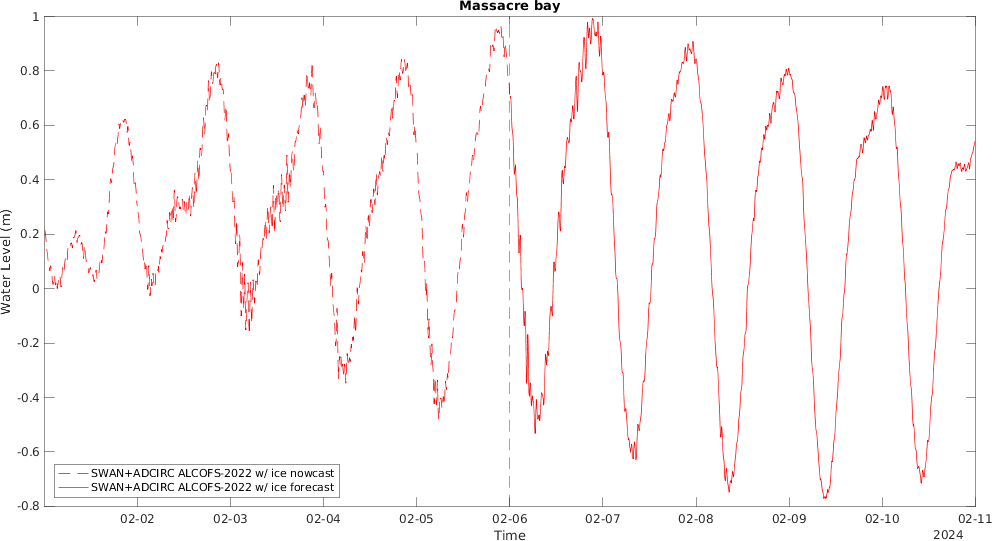 Massacre bay
Water Level (m)
1
0.8
0.6
0.4
0.2
0
-0.2
-0.4
-0.6
-0.8
SWAN+ADCIRC ALCOFS-2022 w/ ice nowcast
SWAN+ADCIRC ALCOFS-2022 w/ ice forecast
02-02 02-03 02-04 02-05 02-06 02-07 02-08 02-09 02-10 02-11
Time
2024